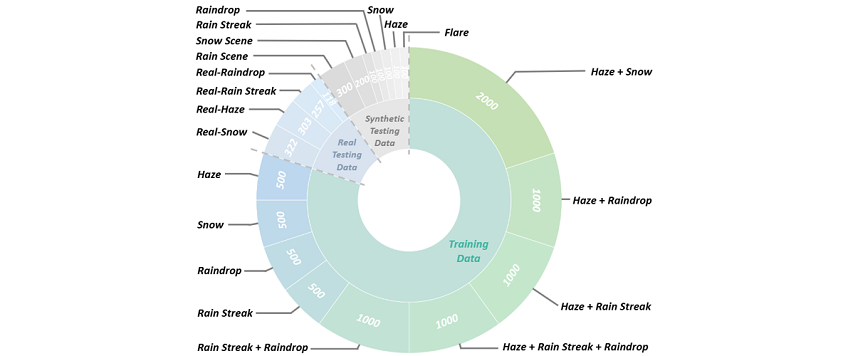 Raindrop
Snow
Rain Streak
Haze
Flare
Snow Scene
Rain Scene
Real-Raindrop
Real-Rain Streak
Real-Haze
Real-Snow
Haze
Snow
Raindrop
Rain Streak
Rain Streak + Raindrop
Haze + Snow
Haze + Raindrop
Haze + Rain Streak
Haze + Rain Streak + Raindrop
2000
1000
1000
1000
1000
500
500
500
500
322
303
257
300
200
Synthetic
Testing
Data
Real
Testing
Data
Training
Data